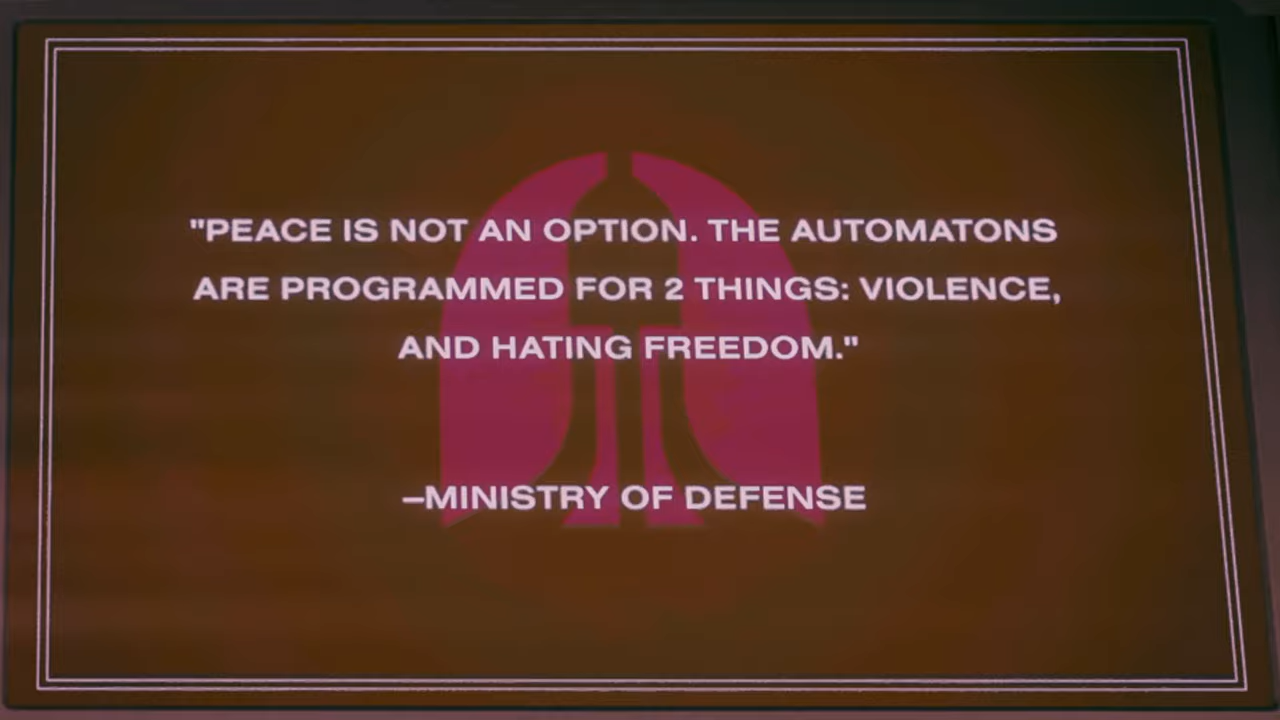 "PEACE IS NOT AN OPTION. THE AUTOMATONS
ARE PROGRAMMED FOR 2 THINGS: VIOLENCE,
AND HATING FREEDOM."
–MINISTRY OF DEFENSE